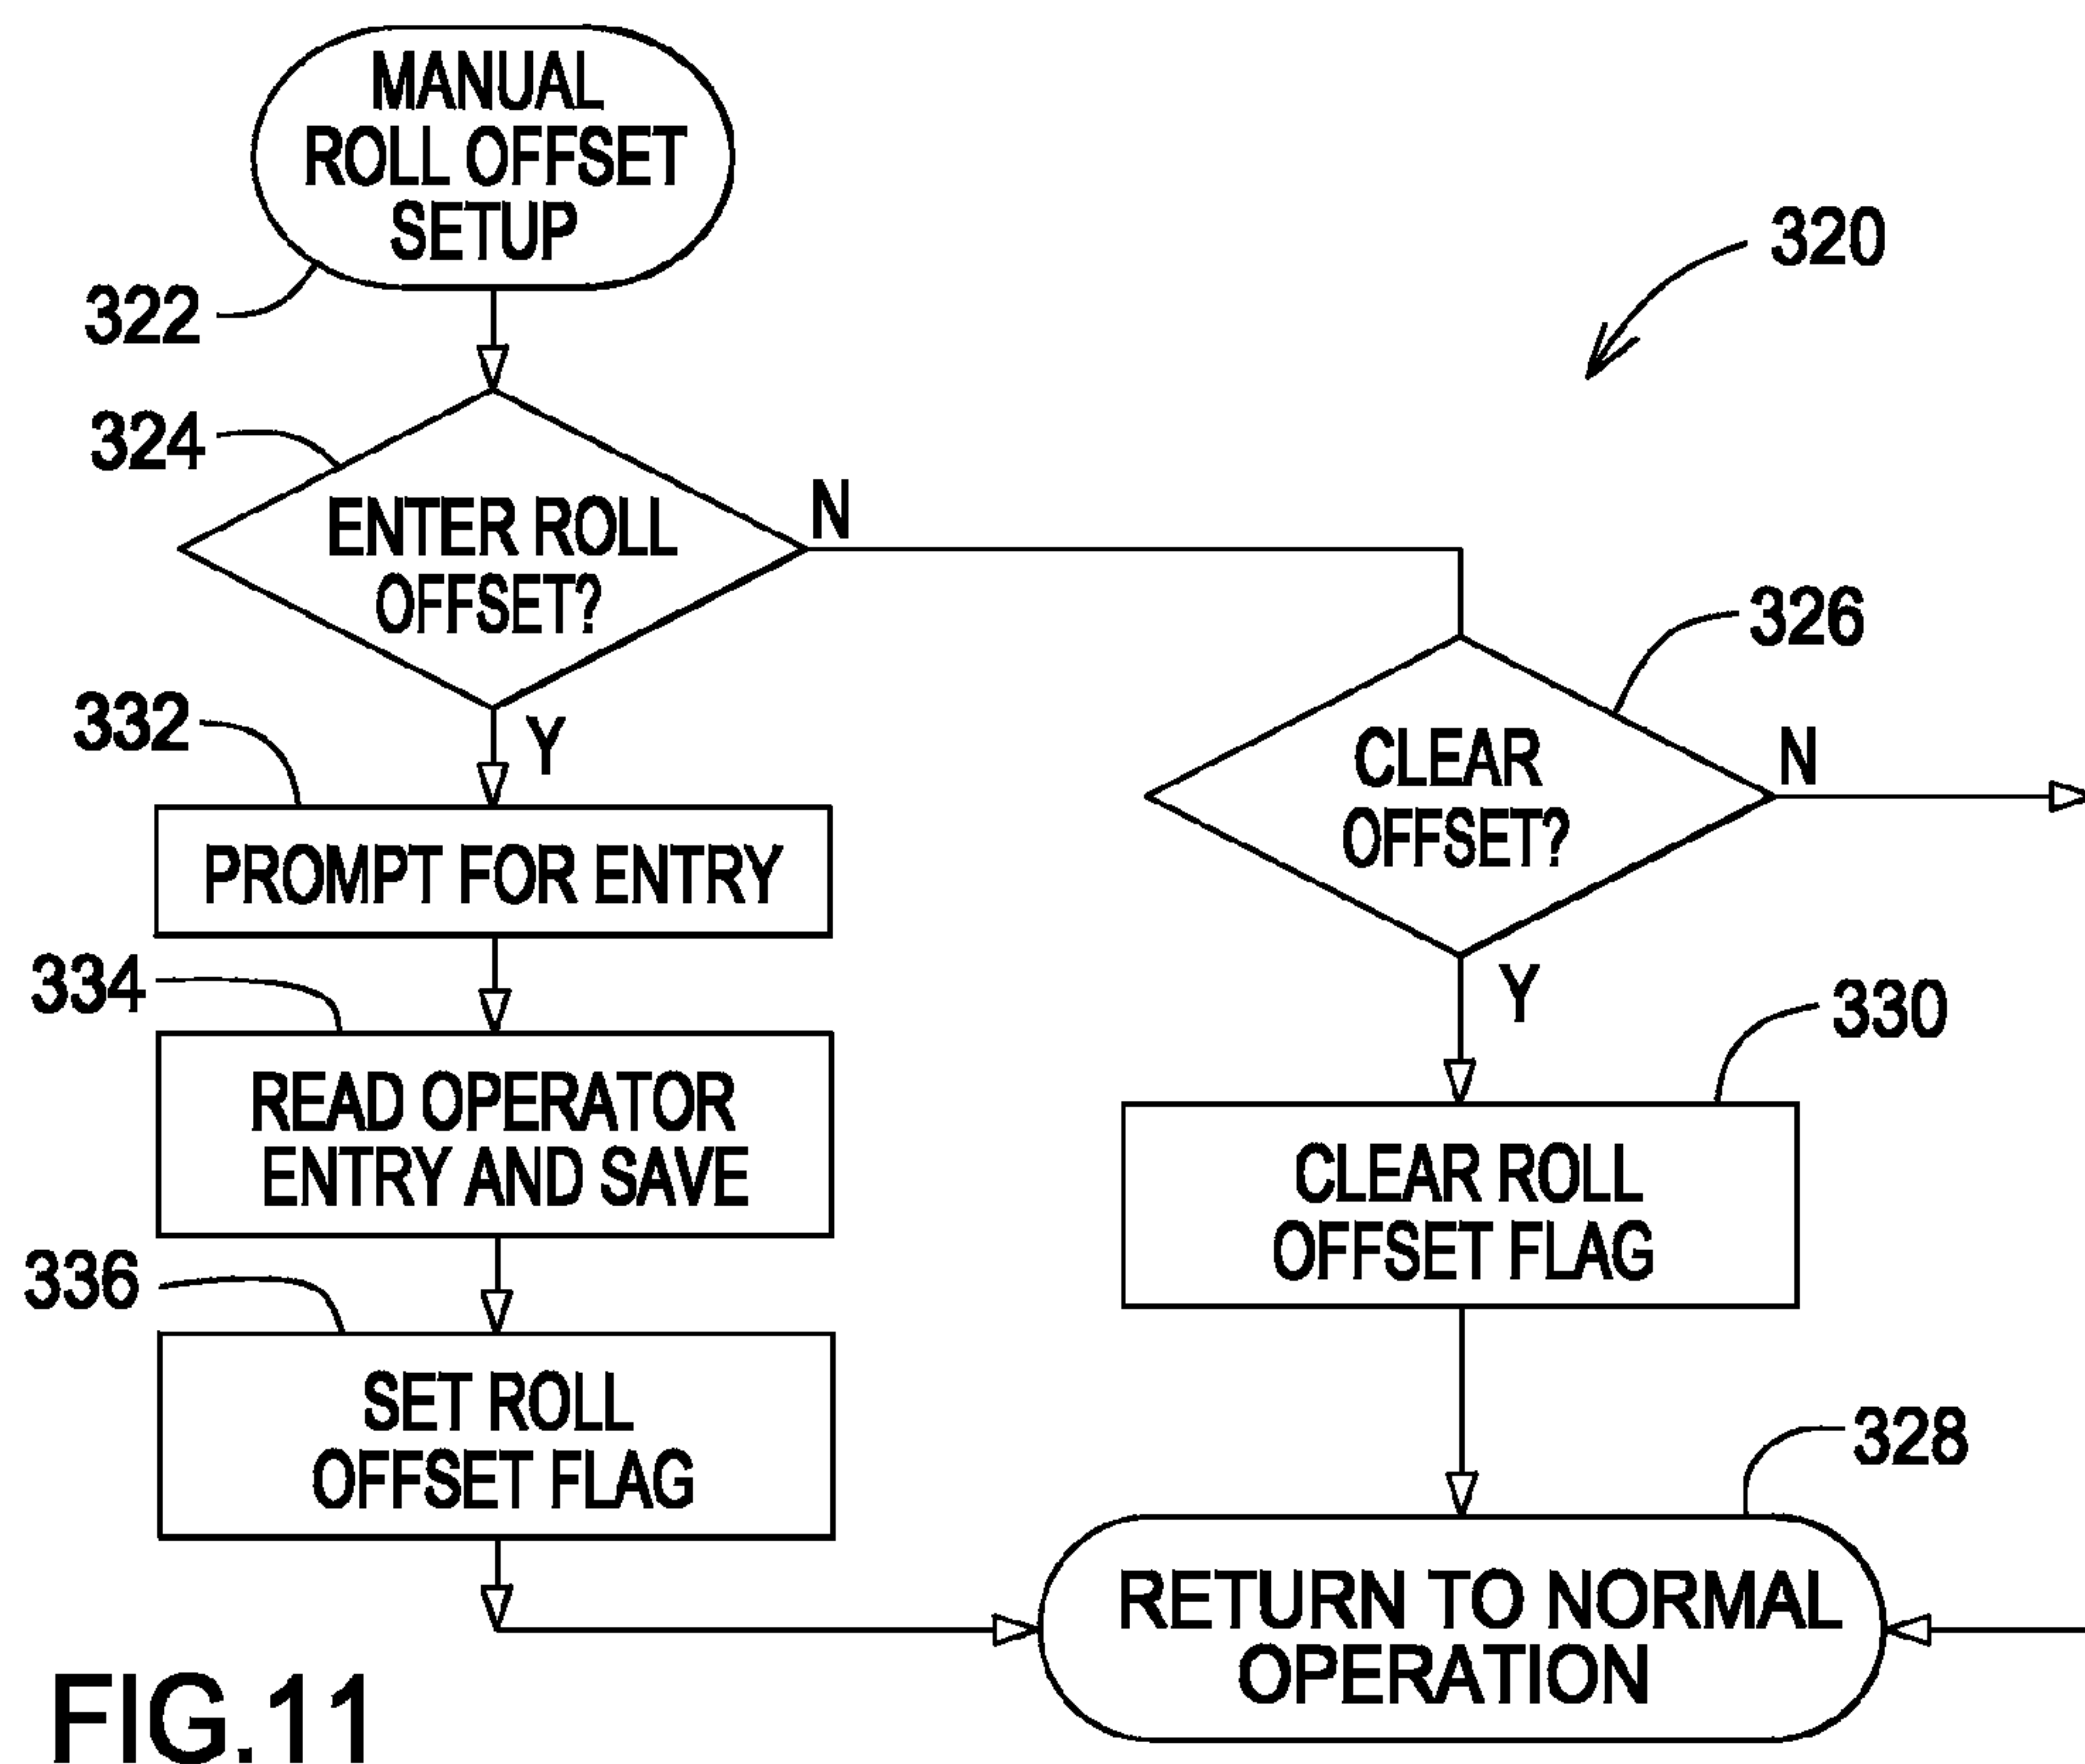 MANUAL
ROLL OFFSET
SETUP
322
320
324
ENTER ROLL
OFFSET?
N
326
332
Y
CLEAR
OFFSET?
N
PROMPT FOR ENTRY
334
Y
330
READ OPERATOR
ENTRY AND SAVE
CLEAR ROLL
OFFSET FLAG
336
SET ROLL
OFFSET FLAG
328
RETURN TO NORMAL
OPERATION
FIG.11